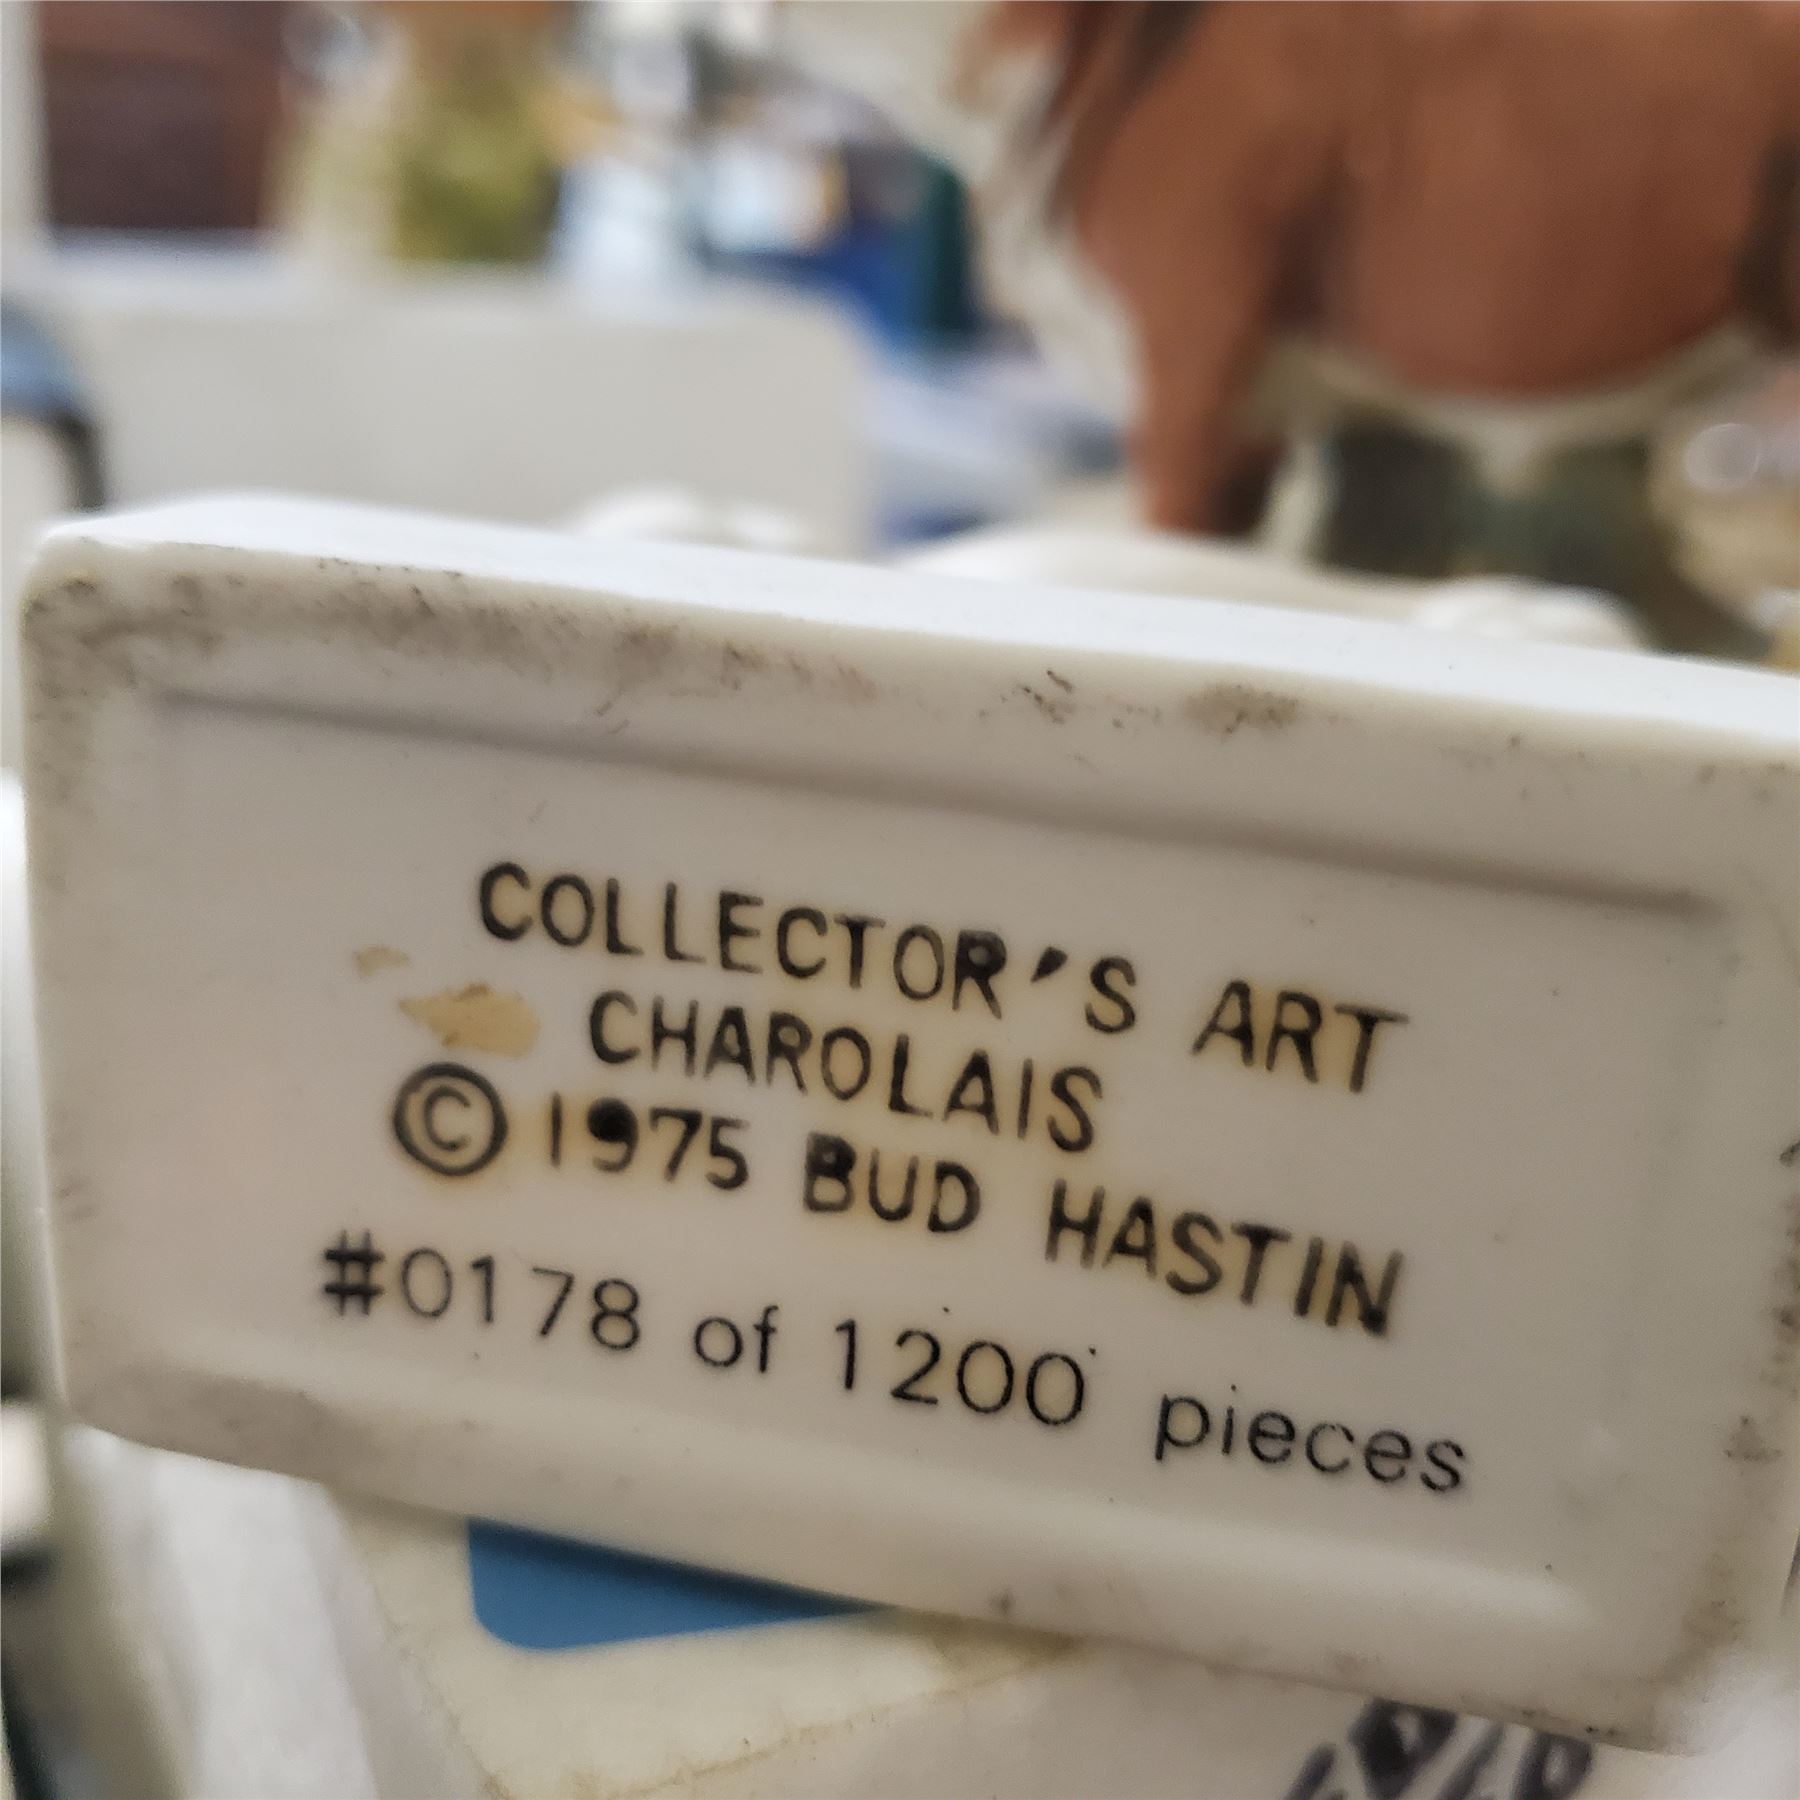 COLLECTOR'S ART
CHAROLAIS
© 1975 BUD HASTIN
#0178 of 1200 pieces